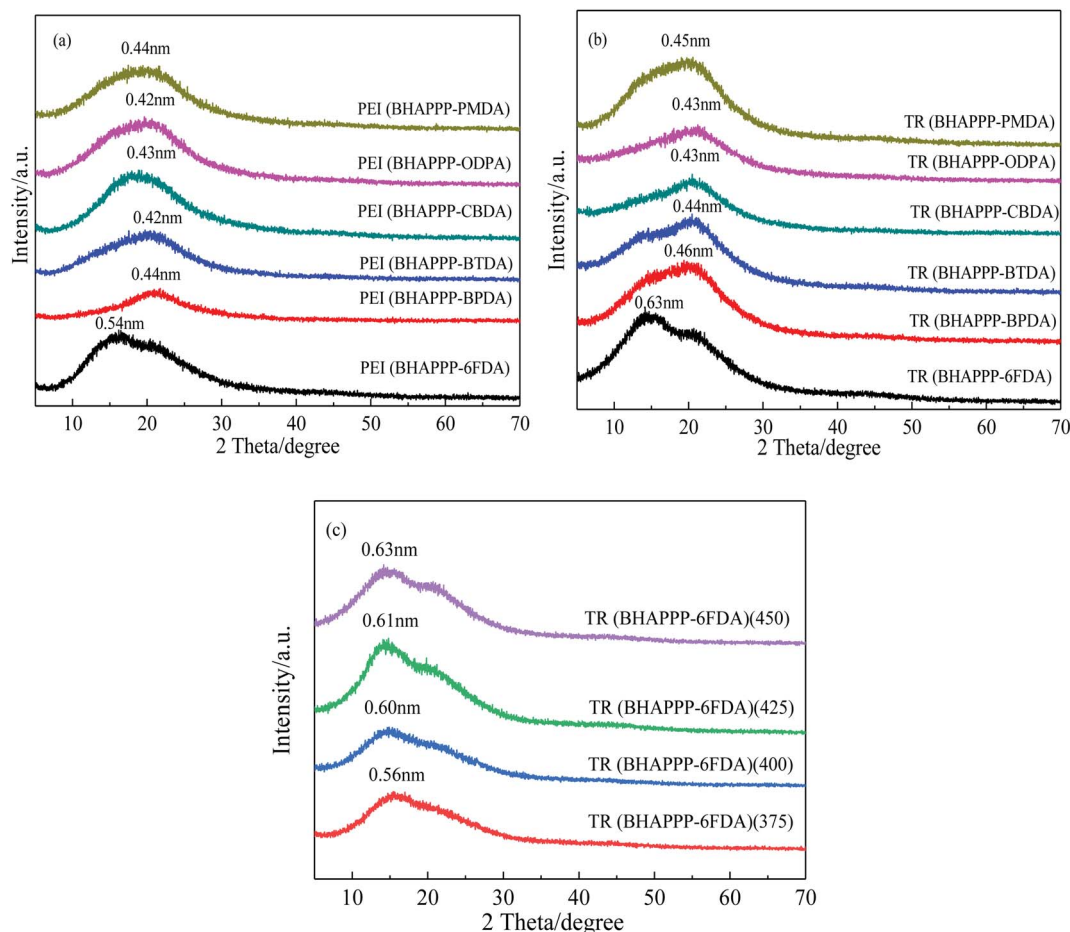 (a)
0.44nm
PEI (BHAPPP-PMDA)
0.42nm
PEI (BHAPPP-ODPA)
0.43nm
PEI (BHAPPP-CBDA)
0.42nm
PEI (BHAPPP-BTDA)
0.44nm
PEI (BHAPPP-BPDA)
0.54nm
PEI (BHAPPP-6FDA)
Intensity/a.u.
10 20 30 40 50 60 70
2 Theta/degree
(b)
0.45nm
TR (BHAPPP-PMDA)
0.43nm
TR (BHAPPP-ODPA)
0.43nm
TR (BHAPPP-CBDA)
0.44nm
TR (BHAPPP-BTDA)
0.46nm
TR (BHAPPP-BPDA)
0.63nm
TR (BHAPPP-6FDA)
Intensity/a.u.
10 20 30 40 50 60 70
2 Theta/degree
(c)
0.63nm
TR (BHAPPP-6FDA)(450)
0.61nm
TR (BHAPPP-6FDA)(425)
0.60nm
TR (BHAPPP-6FDA)(400)
0.56nm
TR (BHAPPP-6FDA)(375)
Intensity/a.u.
10 20 30 40 50 60 70
2 Theta/degree